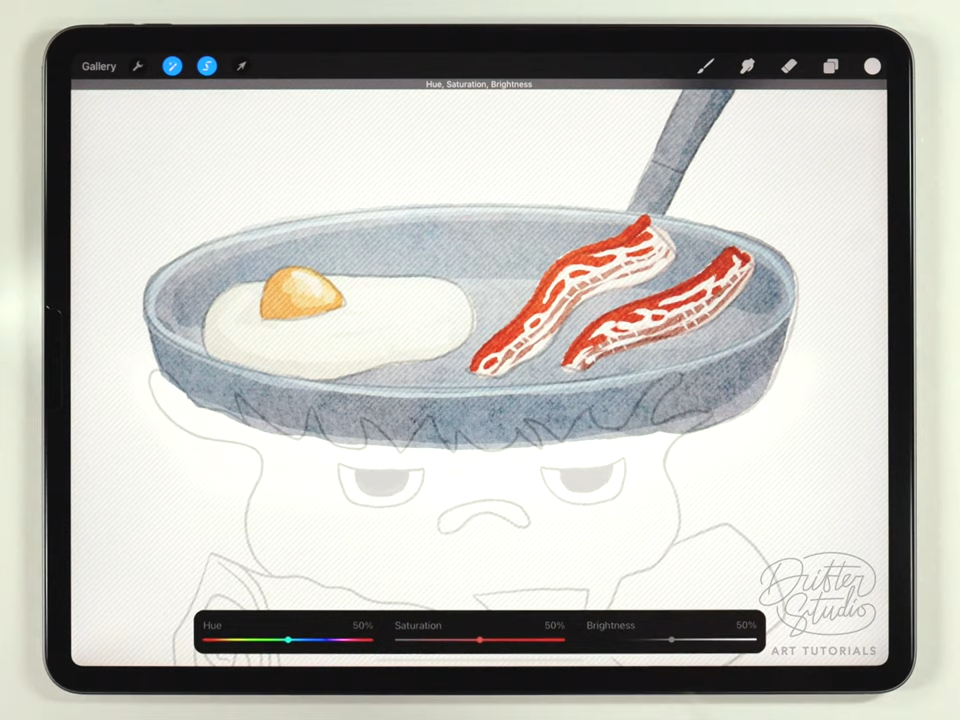 Gallery
Hue, Saturation, Brightness
Hue 50% Saturation 50% Brightness 50%
Drifter
Studio
ART TUTORIALS